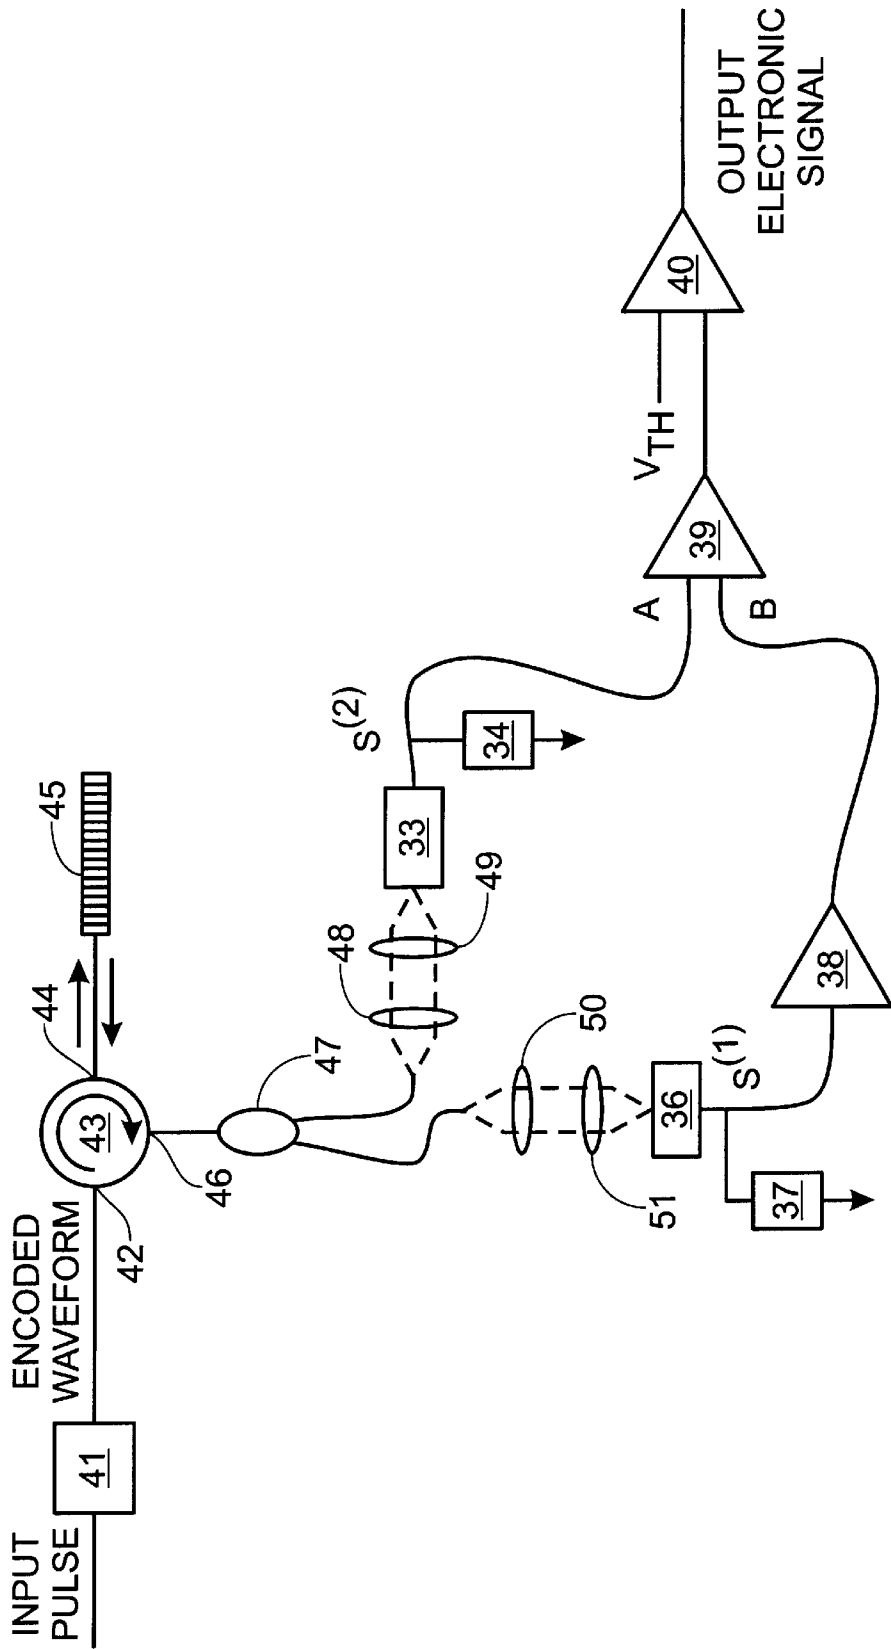 INPUT
PULSE
41
ENCODED
WAVEFORM
42
43
44
45
46
47
48
49
33
S(2)
34
50
51
36
S(1)
37
38
A
B
39
VTH
40
OUTPUT
ELECTRONIC
SIGNAL